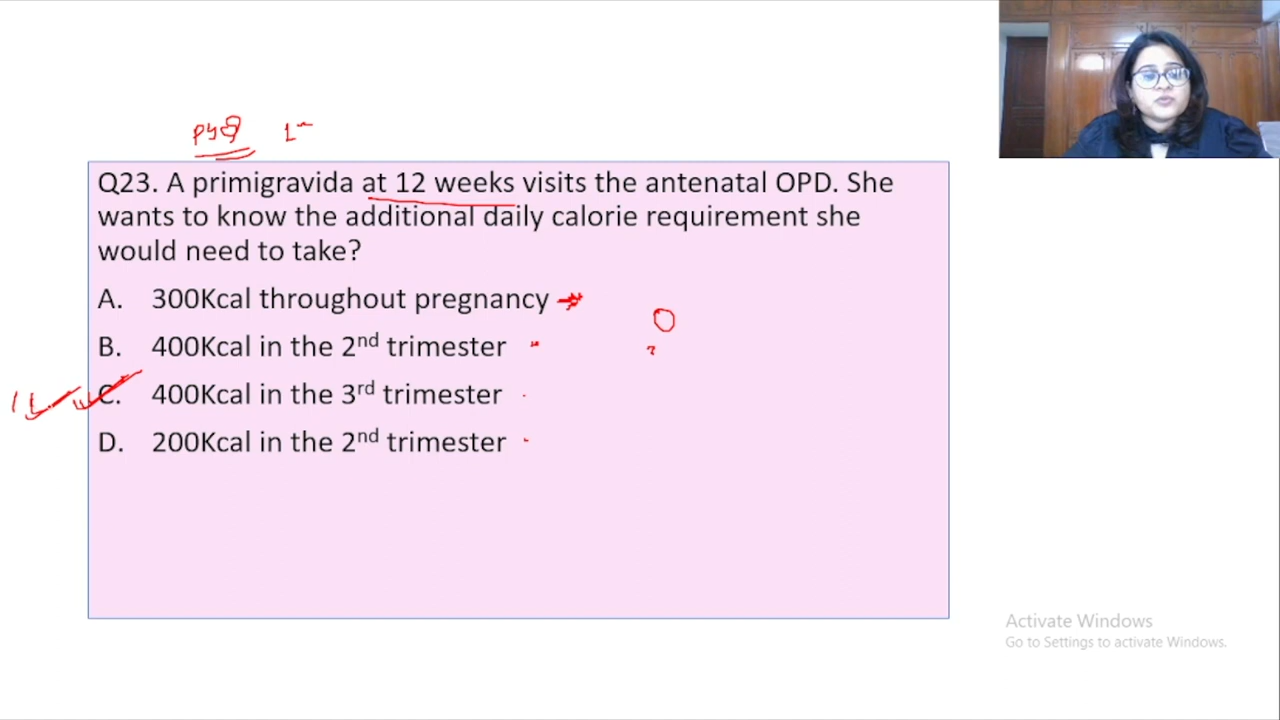 PYQ
Q23. A primigravida at 12 weeks visits the antenatal OPD. She
wants to know the additional daily calorie requirement she
would need to take?
A. 300Kcal throughout pregnancy
B. 400Kcal in the 2nd trimester
C. 400Kcal in the 3rd trimester
D. 200Kcal in the 2nd trimester
Activate Windows
Go to Settings to activate Windows.